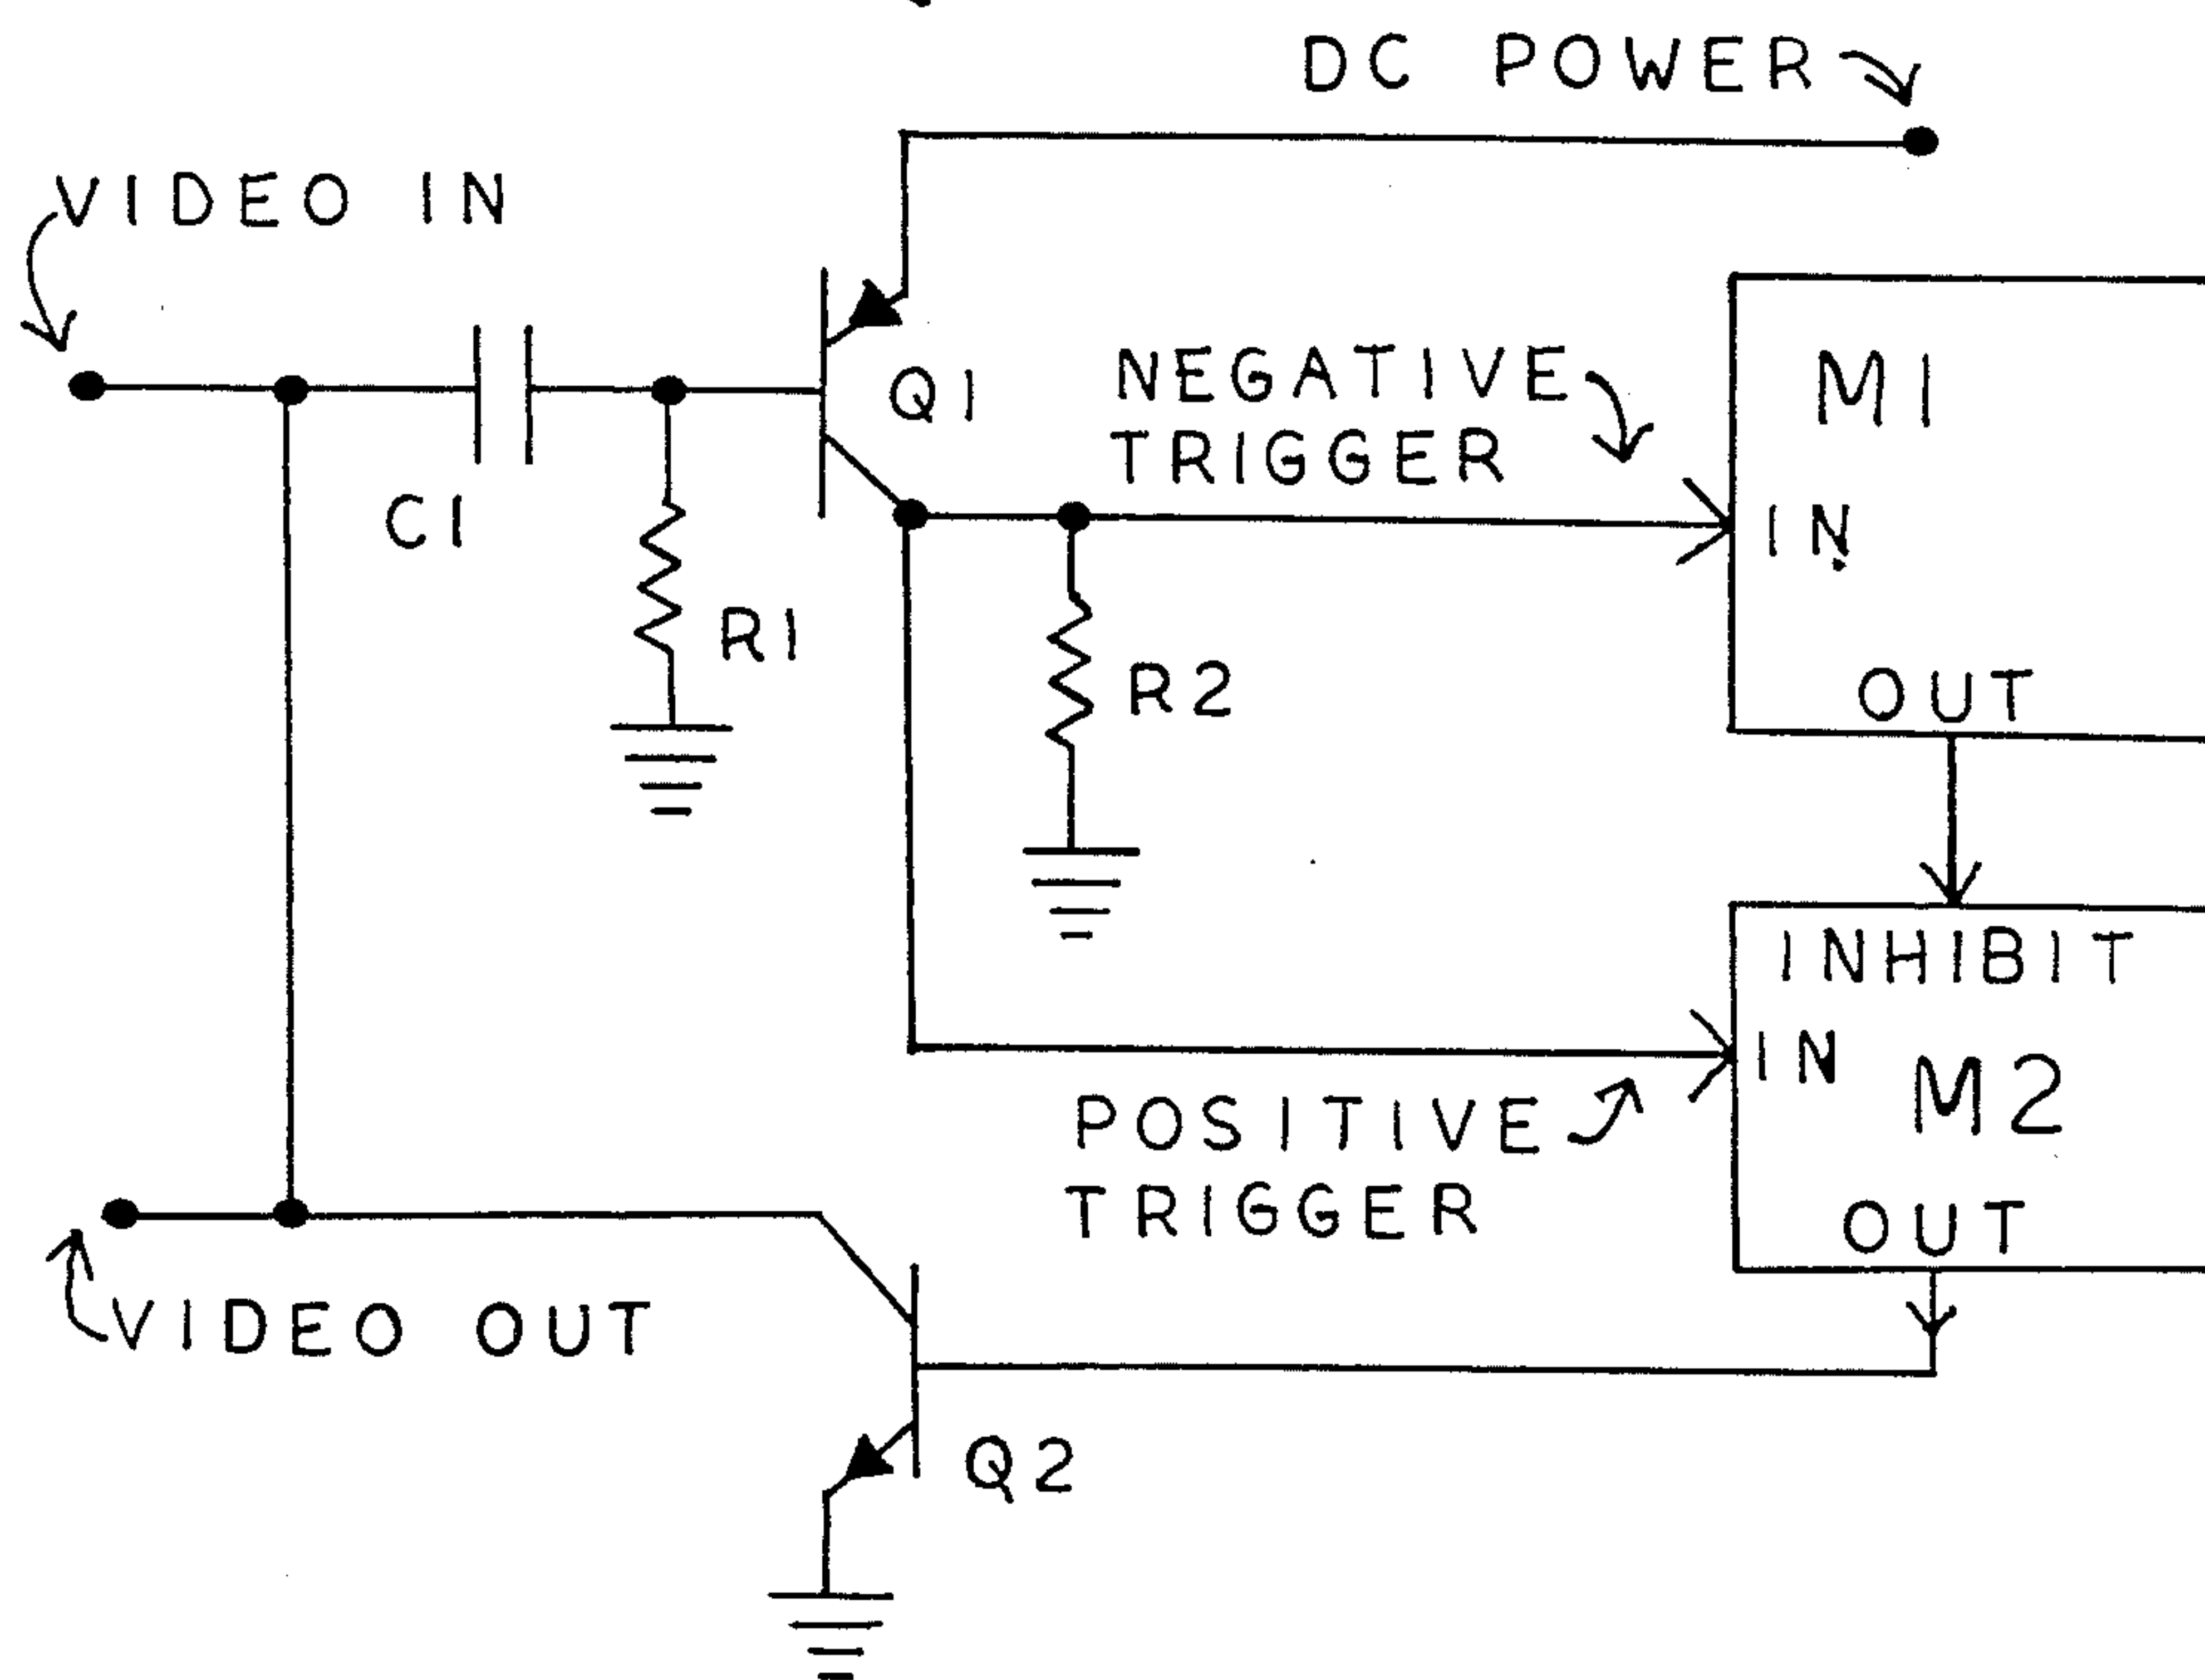 DC POWER
VIDEO IN
Q1
NEGATIVE
TRIGGER
M1
IN
C1
R1
R2
OUT
INHIBIT
IN
M2
POSITIVE
TRIGGER
OUT
VIDEO OUT
Q2